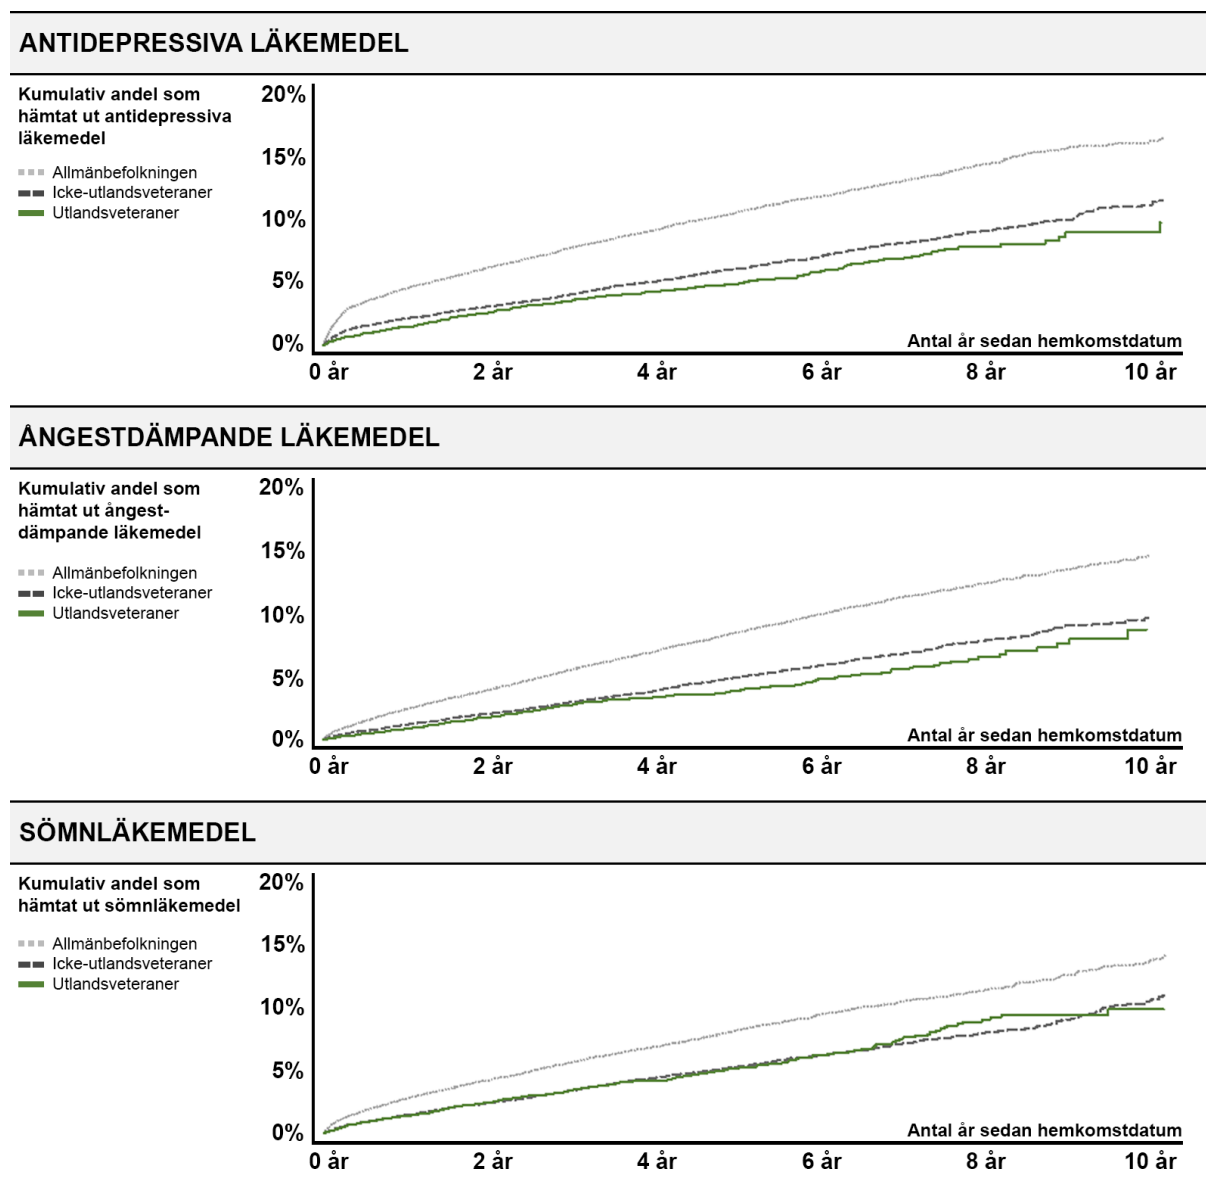 ANTIDEPRESSIVA LÄKEMEDEL
Kumulativ andel som
hämtat ut antidepressiva
läkemedel
Allmänbefolkningen
Icke-utlandsveteraner
Utlandsveteraner
20%
15%
10%
5%
0%
Antal år sedan hemkomstdatum
0 år 2 år 4 år 6 år 8 år 10 år
ÅNGESTDÄMPANDE LÄKEMEDEL
Kumulativ andel som
hämtat ut ångest-
dämpande läkemedel
Allmänbefolkningen
Icke-utlandsveteraner
Utlandsveteraner
20%
15%
10%
5%
0%
Antal år sedan hemkomstdatum
0 år 2 år 4 år 6 år 8 år 10 år
SÖMNLÄKEMEDEL
Kumulativ andel som
hämtat ut sömnläkemedel
Allmänbefolkningen
Icke-utlandsveteraner
Utlandsveteraner
20%
15%
10%
5%
0%
Antal år sedan hemkomstdatum
0 år 2 år 4 år 6 år 8 år 10 år